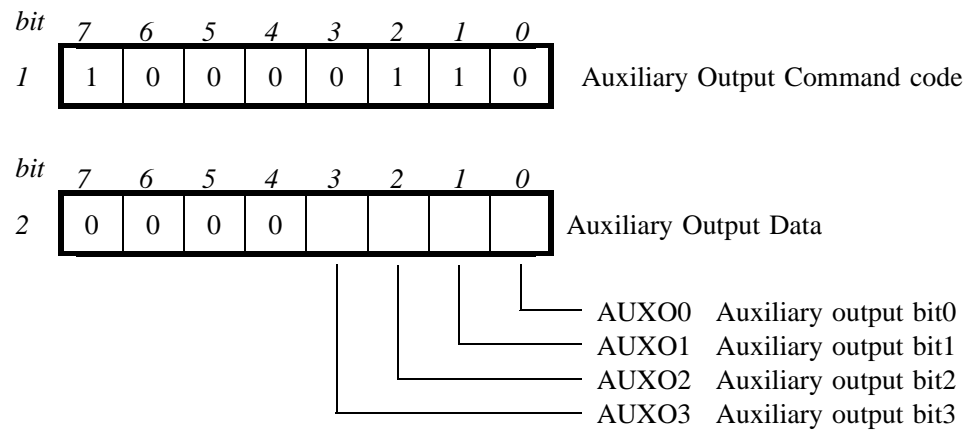 bit 7 6 5 4 3 2 1 0
1 1 0 0 0 0 1 1 0 Auxiliary Output Command code
bit 7 6 5 4 3 2 1 0
2 0 0 0 0 Auxiliary Output Data
AUXO0 Auxiliary output bit0
AUXO1 Auxiliary output bit1
AUXO2 Auxiliary output bit2
AUXO3 Auxiliary output bit3